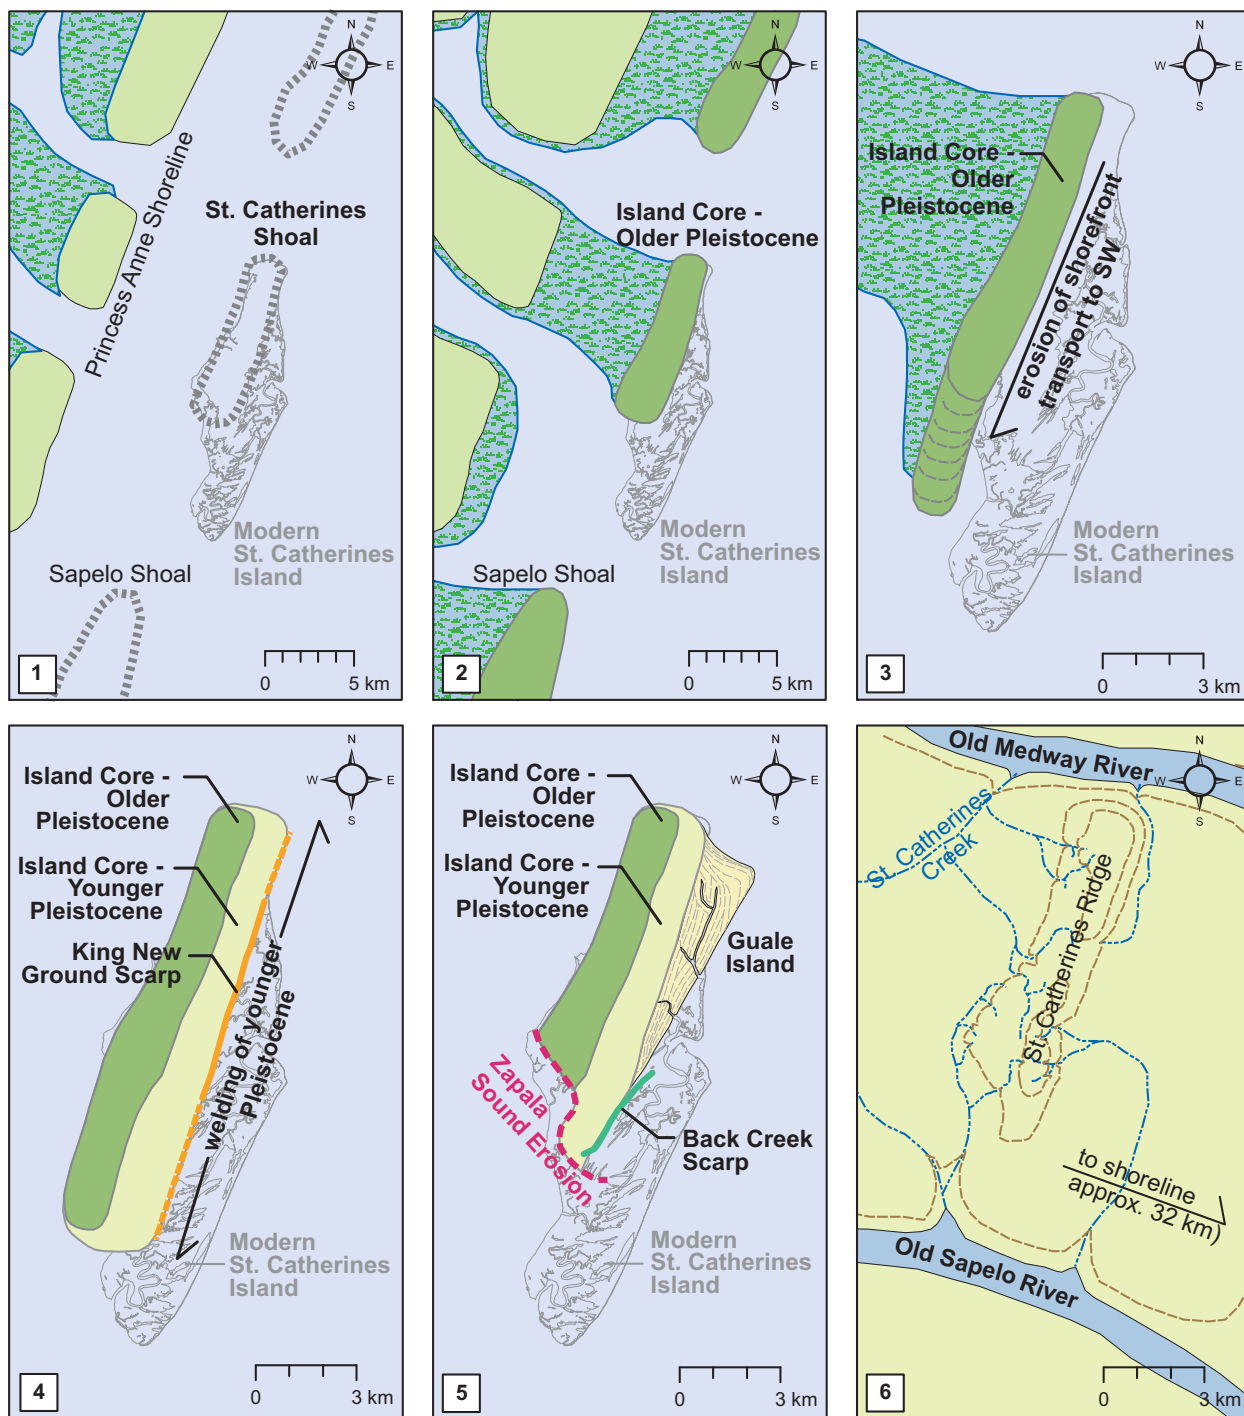 N
W
E
S
Princess Anne Shoreline
St. Catherines
Shoal
Modern
St. Catherines
Island
Sapelo Shoal
1
0
5 km
N
W
E
S
Island Core -
Older Pleistocene
Modern
St. Catherines
Island
Sapelo Shoal
2
0
5 km
N
W
E
S
Island Core -
Older
Pleistocene
erosion of shorefront
transport to SW
Modern
St. Catherines
Island
3
0
3 km
N
W
E
S
Island Core -
Older
Pleistocene
Island Core -
Younger
Pleistocene
King New
Ground Scarp
welding of younger
Pleistocene
Modern
St. Catherines
Island
4
0
3 km
N
W
E
S
Island Core -
Older
Pleistocene
Island Core -
Younger
Pleistocene
Guale
Island
Zapala
Sound Erosion
Back Creek
Scarp
Modern
St. Catherines
Island
5
0
3 km
N
W
E
S
Old Medway River
St. Catherines
Creek
St. Catherines Ridge
to shoreline
approx. 32 km)
Old Sapelo River
6
0
3 km